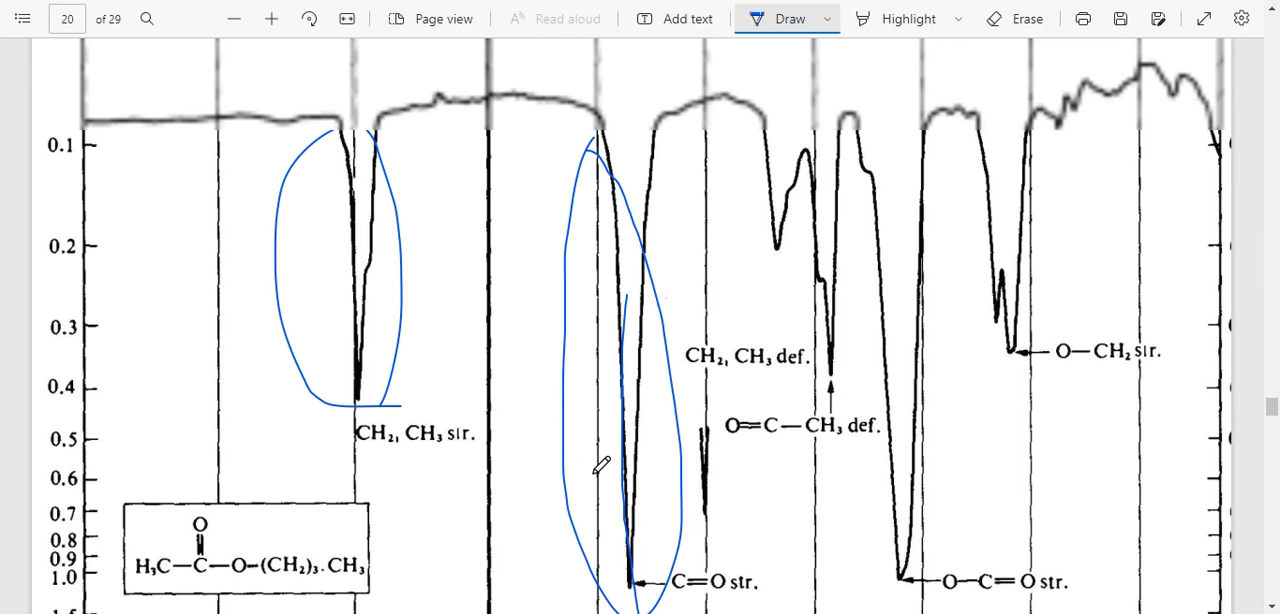 20 of 29
Page view
Read aloud
Add text
Draw
Highlight
Erase
0.1
0.2
0.3
0.4
0.5
0.6
0.7
0.8
0.9
1.0
CH2, CH3 str.
CH2, CH3 def.
O=C—CH3 def.
O—CH2 str.
C=O str.
O—C=O str.
O
H3C—C—O—(CH2)3.CH3